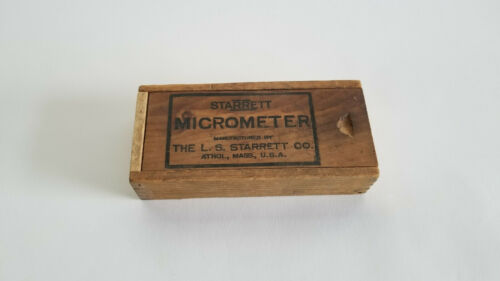 STARRETT
MICROMETER
MANUFACTURED BY
THE L. S. STARRETT CO.
ATHOL, MASS., U.S.A.